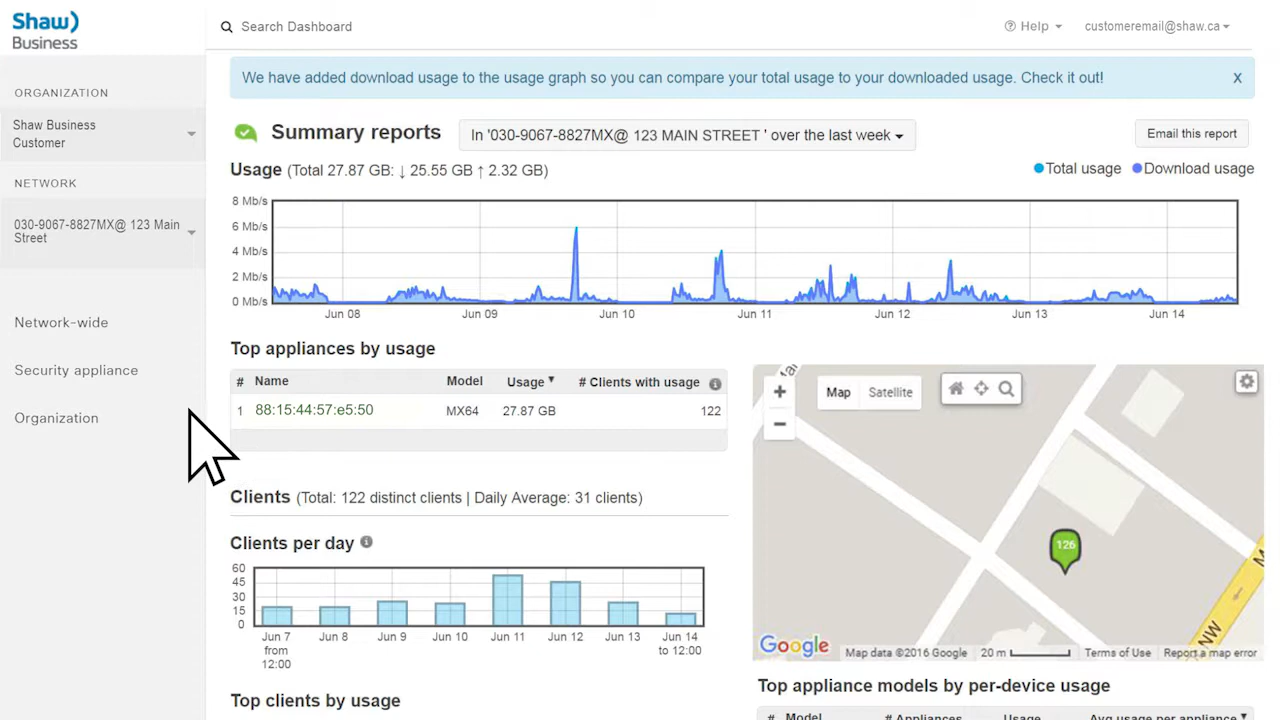 Shaw)
Business
Search Dashboard
Help
customeremail@shaw.ca
ORGANIZATION
Shaw Business
Customer
NETWORK
030-9067-8827MX@ 123 Main
Street
Network-wide
Security appliance
Organization
We have added download usage to the usage graph so you can compare your total usage to your downloaded usage. Check it out!
X
Summary reports
In '030-9067-8827MX@ 123 MAIN STREET ' over the last week
Email this report
Usage (Total 27.87 GB: ↓ 25.55 GB ↑ 2.32 GB)
Total usage Download usage
8 Mb/s
6 Mb/s
4 Mb/s
2 Mb/s
0 Mb/s
Jun 08 Jun 09 Jun 10 Jun 11 Jun 12 Jun 13 Jun 14
Top appliances by usage
# Name Model Usage ▼ # Clients with usage
1 88:15:44:57:e5:50 MX64 27.87 GB 122
Clients (Total: 122 distinct clients | Daily Average: 31 clients)
Clients per day
60
45
30
15
0
Jun 7 Jun 8 Jun 9 Jun 10 Jun 11 Jun 12 Jun 13 Jun 14
from to 12:00
12:00
Top clients by usage
+
−
Map Satellite
126
NW
Google Map data ©2016 Google 20 m Terms of Use Report a map error
Top appliance models by per-device usage
# Model # Appliances Usage Avg usage per appliance ▼